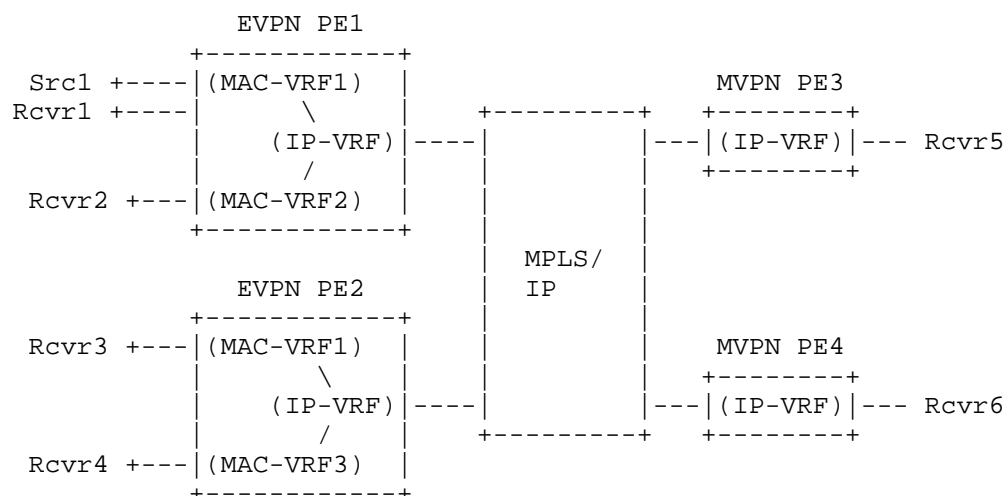 EVPN PE1
Src1 (MAC-VRF1) MVPN PE3
Rcvr1
(IP-VRF) (IP-VRF) Rcvr5
Rcvr2 (MAC-VRF2)
MPLS/
EVPN PE2 IP
Rcvr3 (MAC-VRF1) MVPN PE4
(IP-VRF) (IP-VRF) Rcvr6
Rcvr4 (MAC-VRF3)